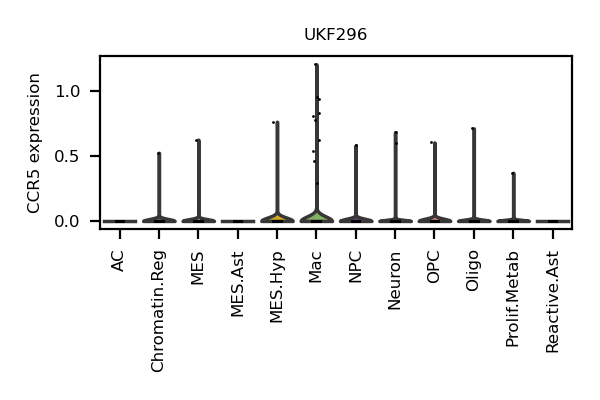 UKF296
CCR5 expression
1.0
0.5
0.0
AC
Chromatin.Reg
MES
MES.Ast
MES.Hyp
Mac
NPC
Neuron
OPC
Oligo
Prolif.Metab
Reactive.Ast